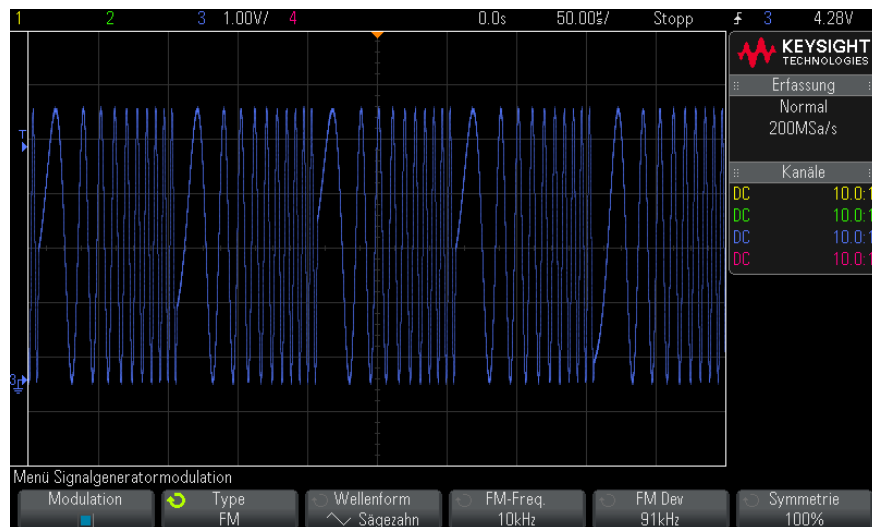 1 2 3 1.00V/ 4 0.0s 50.00㎲/ Stopp 3 4.28V
KEYSIGHT
TECHNOLOGIES
Erfassung
Normal
200MSa/s
Kanäle
DC 10.0:1
DC 10.0:1
DC 10.0:1
DC 10.0:1
T
3
Menü Signalgeneratormodulation
Modulation Type Wellenform FM-Freq. FM Dev Symmetrie
FM Sägezahn 10kHz 91kHz 100%